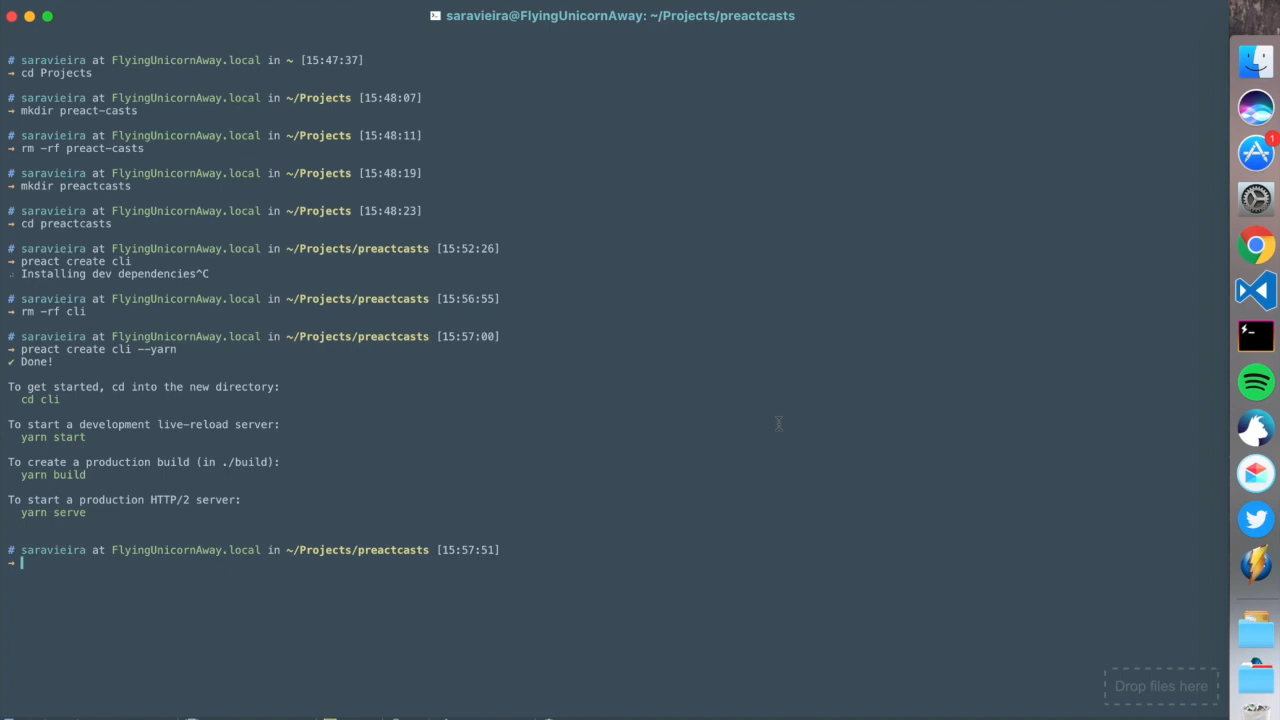 saravieira@FlyingUnicornAway: ~/Projects/preactcasts
# saravieira at FlyingUnicornAway.local in ~ [15:47:37]
→ cd Projects
# saravieira at FlyingUnicornAway.local in ~/Projects [15:48:07]
→ mkdir preact-casts
# saravieira at FlyingUnicornAway.local in ~/Projects [15:48:11]
→ rm -rf preact-casts
# saravieira at FlyingUnicornAway.local in ~/Projects [15:48:19]
→ mkdir preactcasts
# saravieira at FlyingUnicornAway.local in ~/Projects [15:48:23]
→ cd preactcasts
# saravieira at FlyingUnicornAway.local in ~/Projects/preactcasts [15:52:26]
→ preact create cli
⠴ Installing dev dependencies^C
# saravieira at FlyingUnicornAway.local in ~/Projects/preactcasts [15:56:55]
→ rm -rf cli
# saravieira at FlyingUnicornAway.local in ~/Projects/preactcasts [15:57:00]
→ preact create cli --yarn
✔ Done!
To get started, cd into the new directory:
cd cli
To start a development live-reload server:
yarn start
To create a production build (in ./build):
yarn build
To start a production HTTP/2 server:
yarn serve
# saravieira at FlyingUnicornAway.local in ~/Projects/preactcasts [15:57:51]
→
1
Drop files here